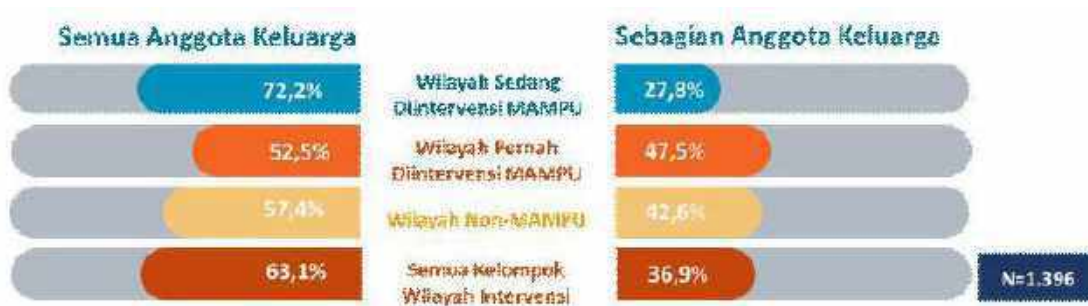 Semua Anggota Keluarga
Sebagian Anggota Keluarga
72,2%
Wilayah Sedang
Diintervensi MAMPU
27,8%
52,5%
Wilayah Pernah
Diintervensi MAMPU
47,5%
57,4%
Wilayah Non-MAMPU
42,6%
63,1%
Semua Kelompok
Wilayah Intervensi
36,9%
N=1.396